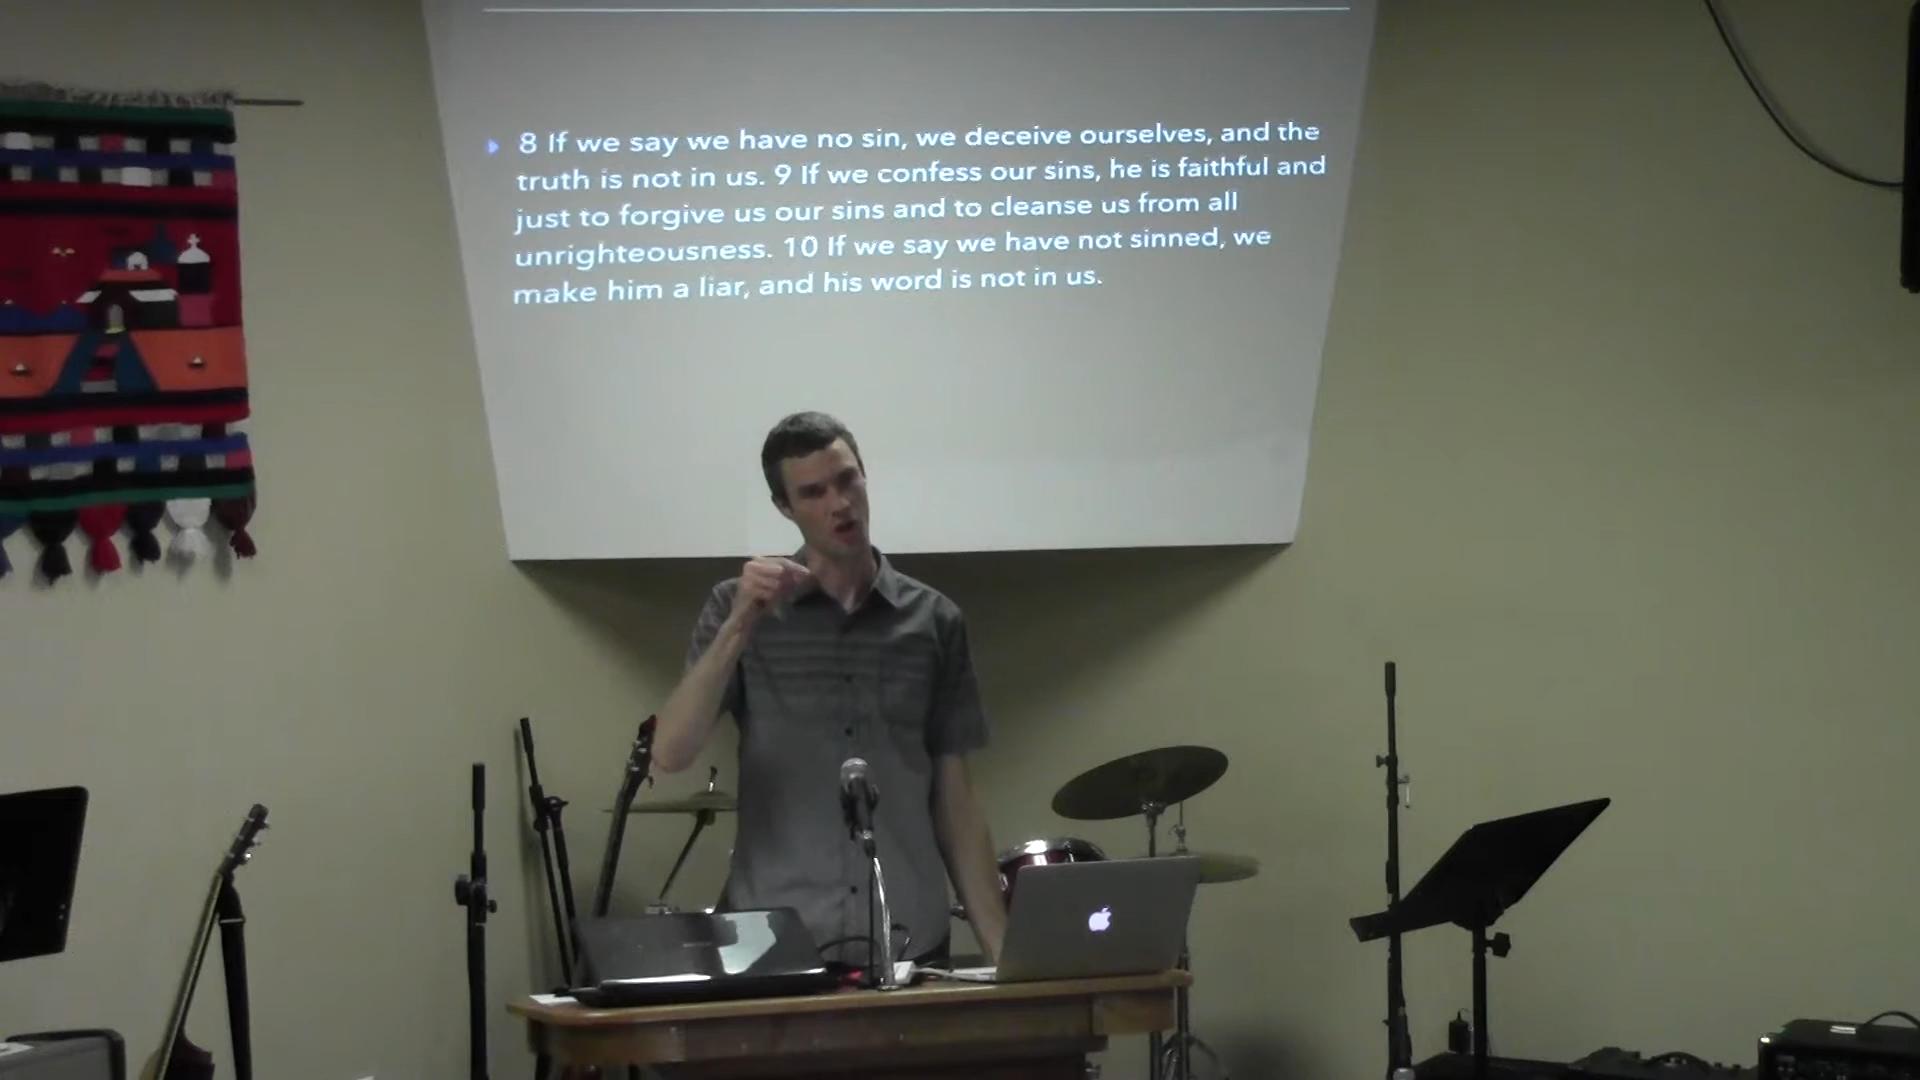 8 If we say we have no sin, we deceive ourselves, and the
truth is not in us. 9 If we confess our sins, he is faithful and
just to forgive us our sins and to cleanse us from all
unrighteousness. 10 If we say we have not sinned, we
make him a liar, and his word is not in us.